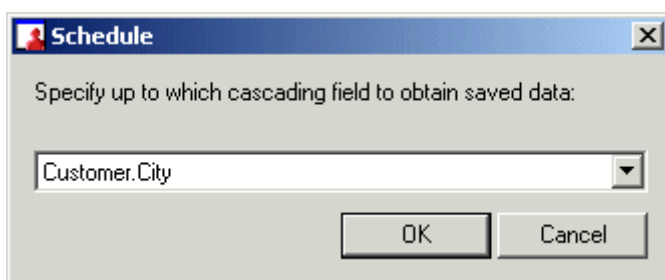 Schedule
Specify up to which cascading field to obtain saved data:
Customer.City
OK Cancel